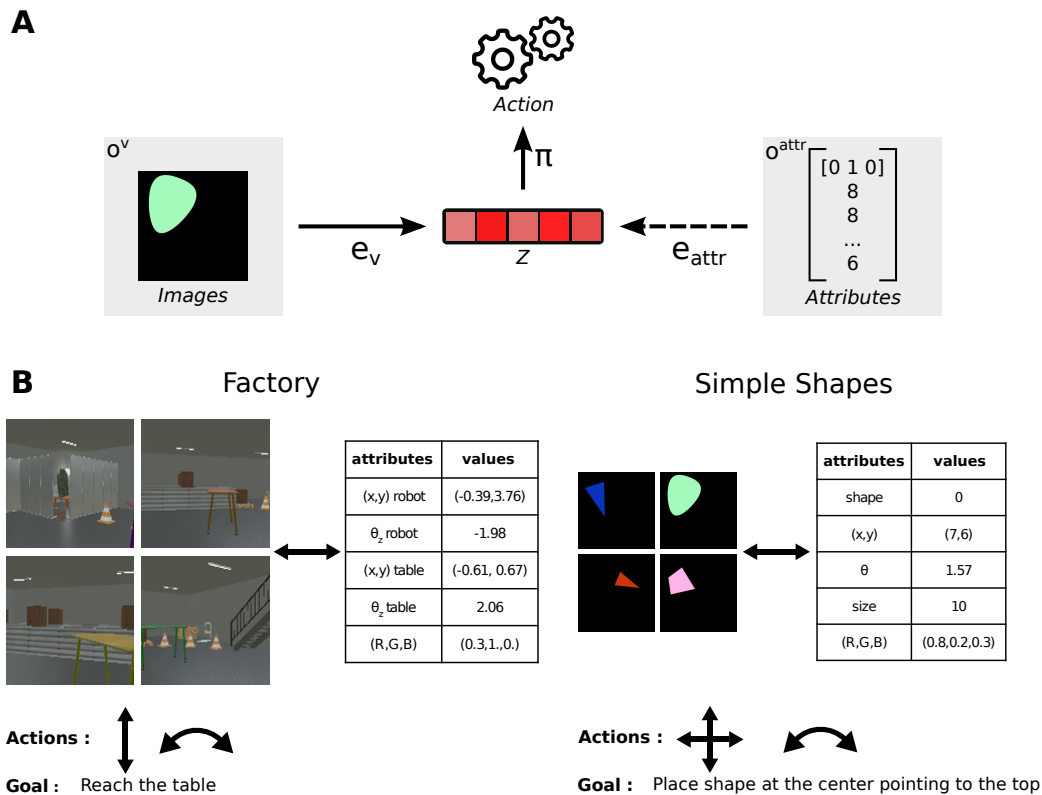 A
Action
π
o^v
Images
e_v
z
e_attr
o^attr
[0 1 0]
8
8
...
6
Attributes
B
Factory
attributes values
(x,y) robot (-0.39,3.76)
θ_z robot -1.98
(x,y) table (-0.61, 0.67)
θ_z table 2.06
(R,G,B) (0.3,1.,0.)
Actions :
Goal : Reach the table
Simple Shapes
attributes values
shape 0
(x,y) (7,6)
θ 1.57
size 10
(R,G,B) (0.8,0.2,0.3)
Actions :
Goal : Place shape at the center pointing to the top